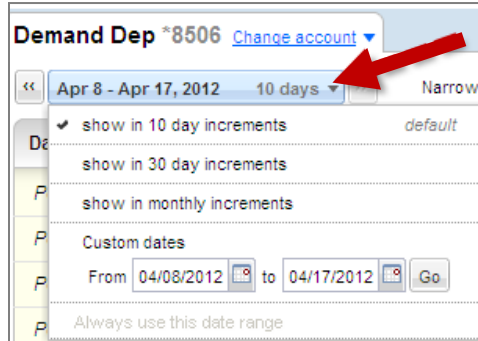 Demand Dep *8506 Change account
Apr 8 - Apr 17, 2012 10 days Narrow
show in 10 day increments default
show in 30 day increments
show in monthly increments
Custom dates
From 04/08/2012 to 04/17/2012 Go
Always use this date range